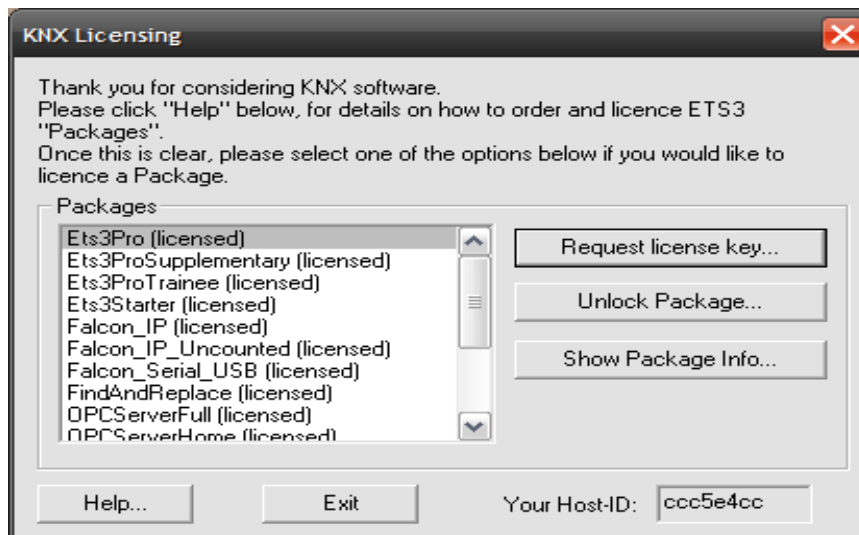 KNX Licensing
Thank you for considering KNX software.
Please click "Help" below, for details on how to order and licence ETS3
"Packages".
Once this is clear, please select one of the options below if you would like to
licence a Package.
Packages
Ets3Pro (licensed)
Ets3ProSupplementary (licensed)
Ets3ProTrainee (licensed)
Ets3Starter (licensed)
Falcon_IP (licensed)
Falcon_IP_Uncounted (licensed)
Falcon_Serial_USB (licensed)
FindAndReplace (licensed)
OPCServerFull (licensed)
OPCServerHome (licensed)
Request license key...
Unlock Package...
Show Package Info...
Help...
Exit
Your Host-ID: ccc5e4cc